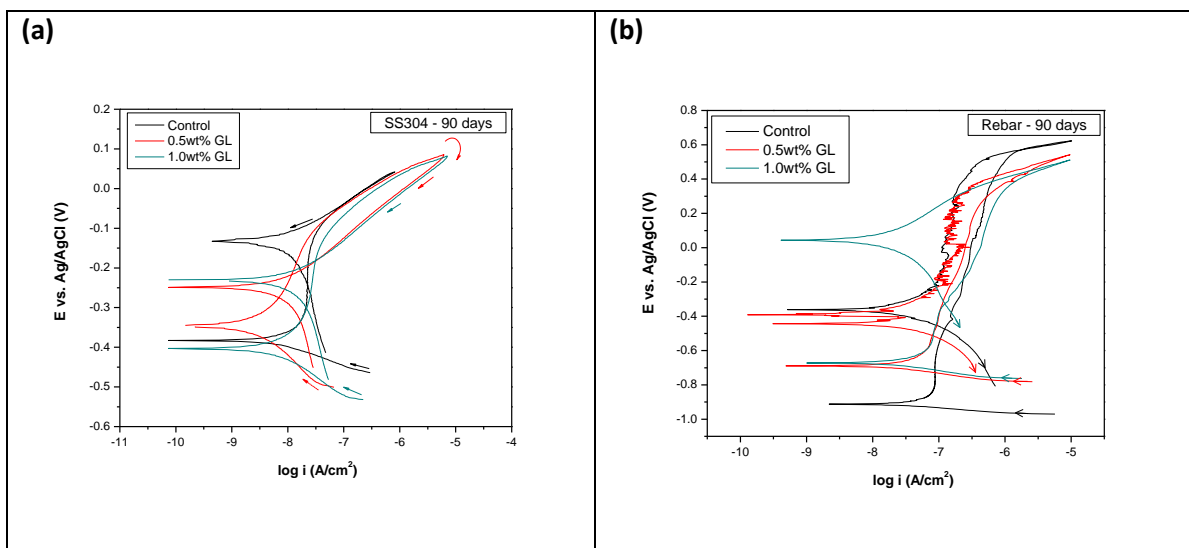 (a)
SS304 - 90 days
Control
0.5wt% GL
1.0wt% GL
E vs. Ag/AgCl (V)
0.2
0.1
0.0
-0.1
-0.2
-0.3
-0.4
-0.5
-0.6
-11 -10 -9 -8 -7 -6 -5 -4
log i (A/cm²)
(b)
Rebar - 90 days
Control
0.5wt% GL
1.0wt% GL
E vs. Ag/AgCl (V)
0.8
0.6
0.4
0.2
0.0
-0.2
-0.4
-0.6
-0.8
-1.0
-10 -9 -8 -7 -6 -5
log i (A/cm²)